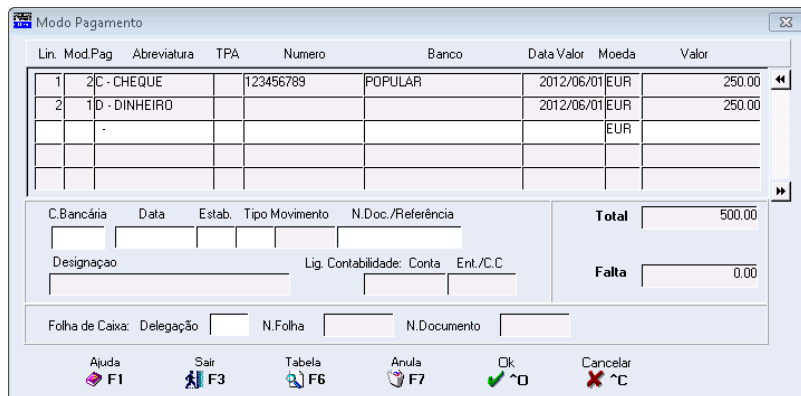 Modo Pagamento
Lin. Mod.Pag Abreviatura TPA Numero Banco Data Valor Moeda Valor
1 2 C - CHEQUE 123456789 POPULAR 2012/06/01 EUR 250.00
2 1 D - DINHEIRO 2012/06/01 EUR 250.00
- EUR
C.Bancária Data Estab. Tipo Movimento N.Doc./Referência Total 500.00
Designaçao Lig. Contabilidade: Conta Ent./C.C
Falta 0.00
Folha de Caixa: Delegação N.Folha N.Documento
Ajuda Sair Tabela Anula Ok Cancelar
F1 F3 F6 F7 ^O ^C